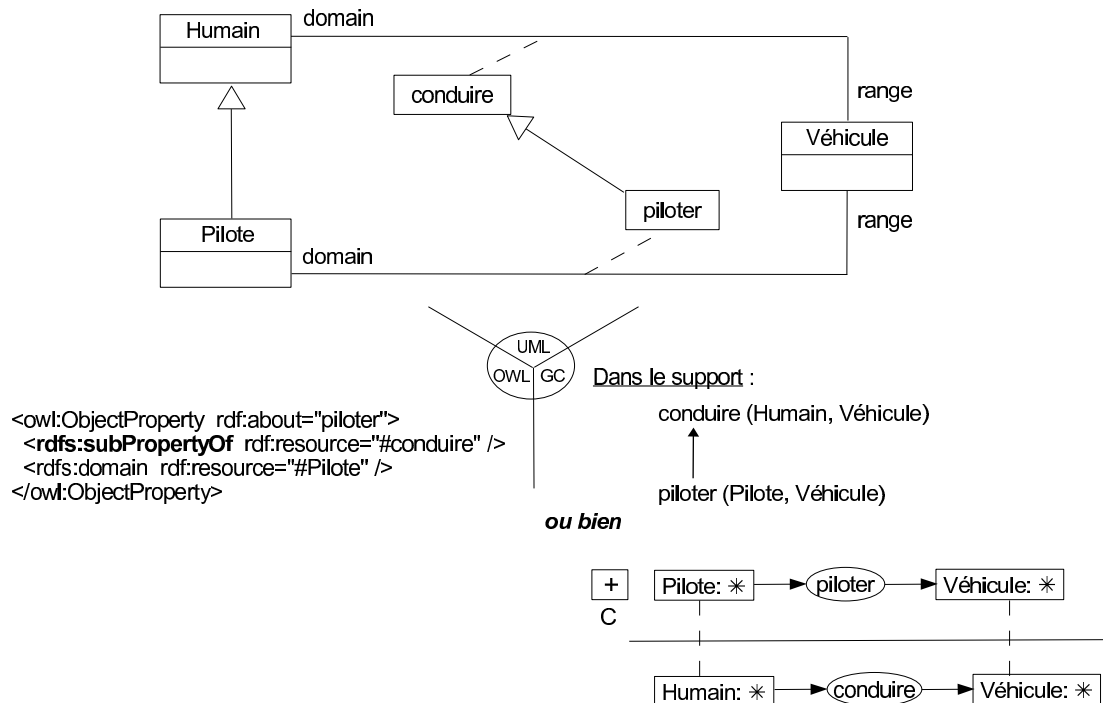 Humain
domain
conduire
range
Véhicule
piloter
Pilote
range
domain
UML
OWL GC
Dans le support :
<owl:ObjectProperty rdf:about="piloter">
<rdfs:subPropertyOf rdf:resource="#conduire" />
<rdfs:domain rdf:resource="#Pilote" />
</owl:ObjectProperty>
conduire (Humain, Véhicule)
piloter (Pilote, Véhicule)
ou bien
+
C
Pilote: * piloter Véhicule: *
Humain: * conduire Véhicule: *